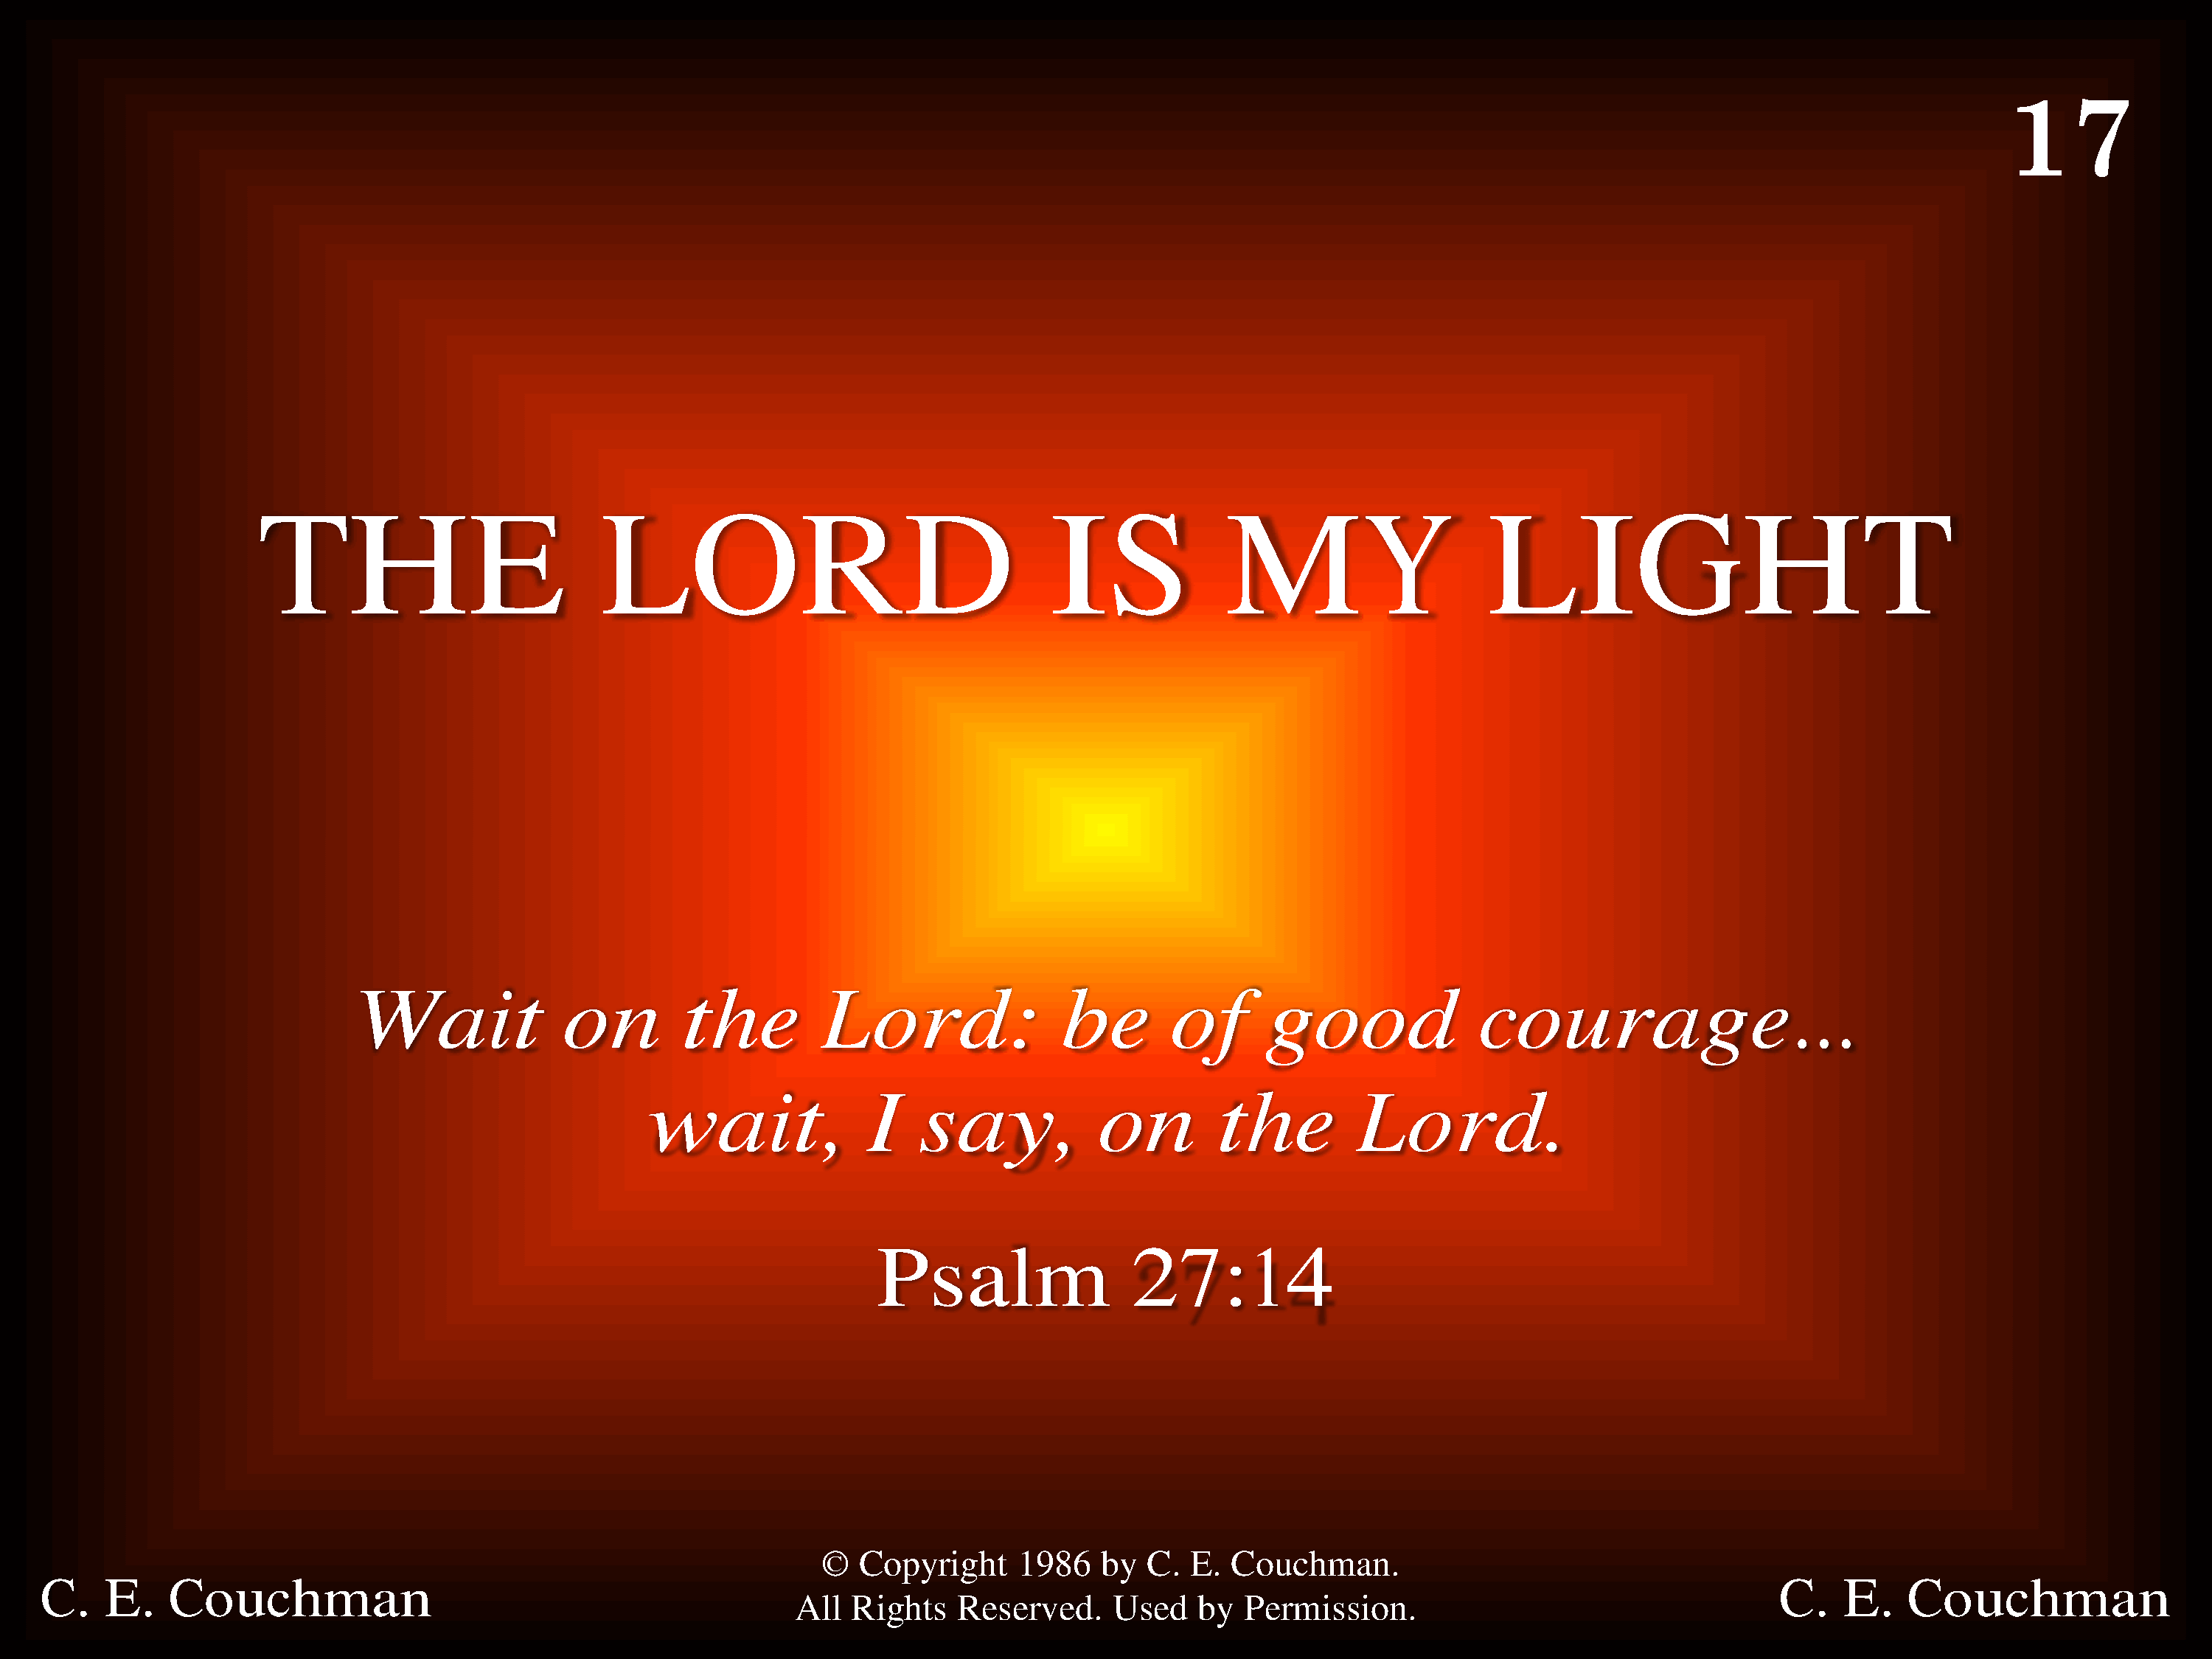 17
THE LORD IS MY LIGHT
Wait on the Lord: be of good courage...
wait, I say, on the Lord.
Psalm 27:14
C. E. Couchman
© Copyright 1986 by C. E. Couchman.
All Rights Reserved. Used by Permission.
C. E. Couchman